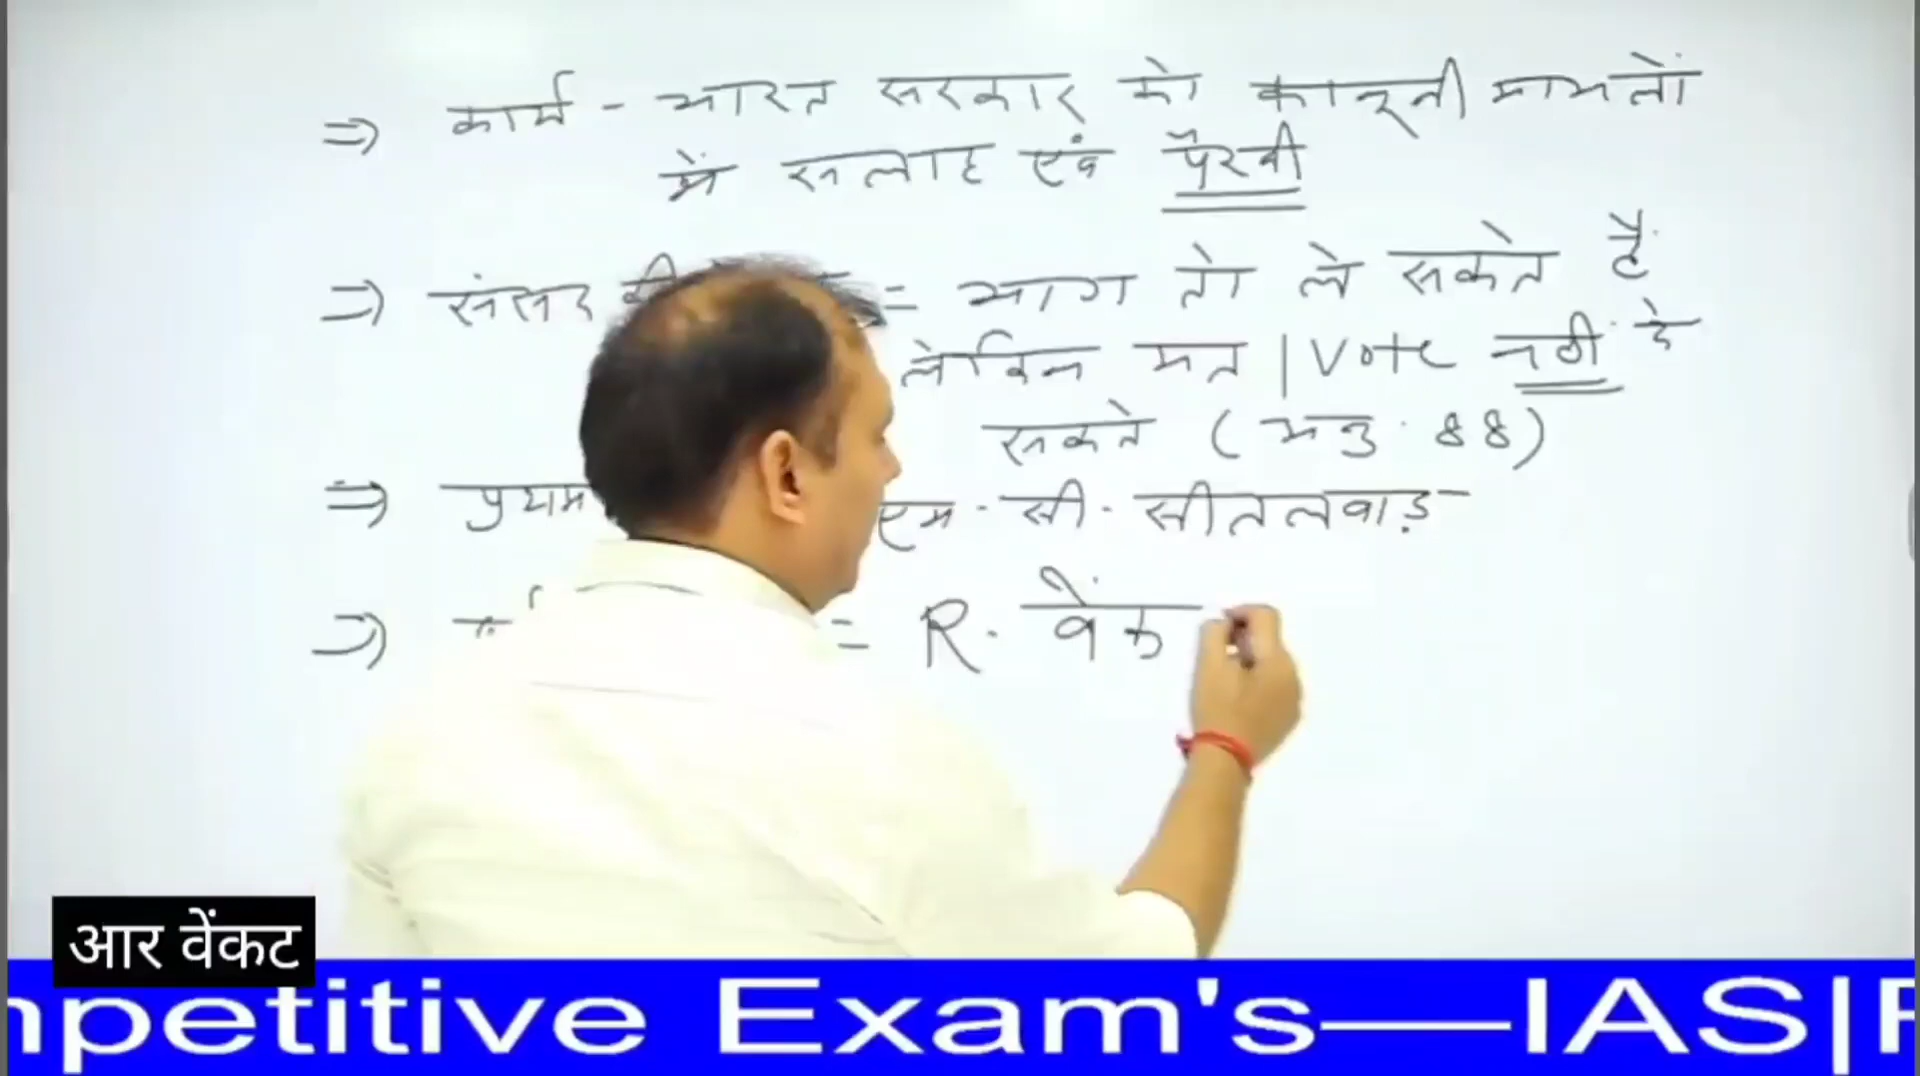 ⇒ कार्य - भारत सरकार को कानूनी मामलों
में सलाह एवं पैरवी
⇒ संसद की = भाग तो ले सकते हैं
लेकिन मत | Vote नहीं दे
सकते (अनु. 88)
⇒ प्रथम एम. सी. सीतलवाड़
⇒ = R. वेंक
आर वेंकट
mpetitive Exam's—IAS|P